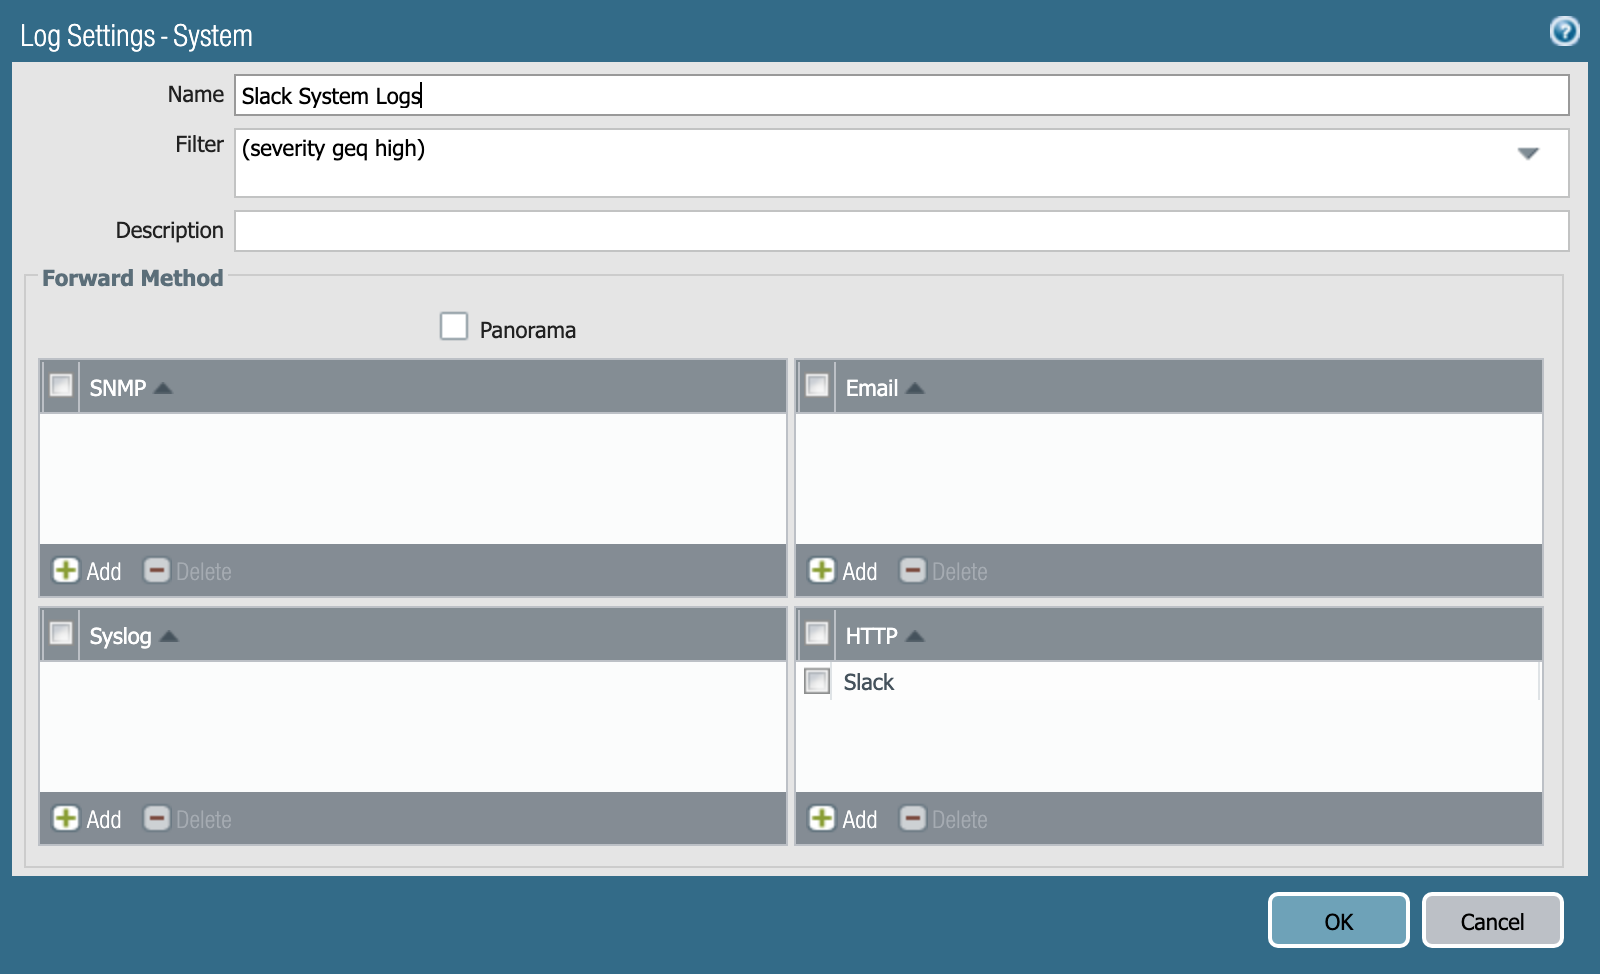 Log Settings - System
?
Name Slack System Logs
Filter (severity geq high)
Description
Forward Method
Panorama
SNMP
Email
Add Delete
Add Delete
Syslog
HTTP
Slack
Add Delete
Add Delete
OK Cancel